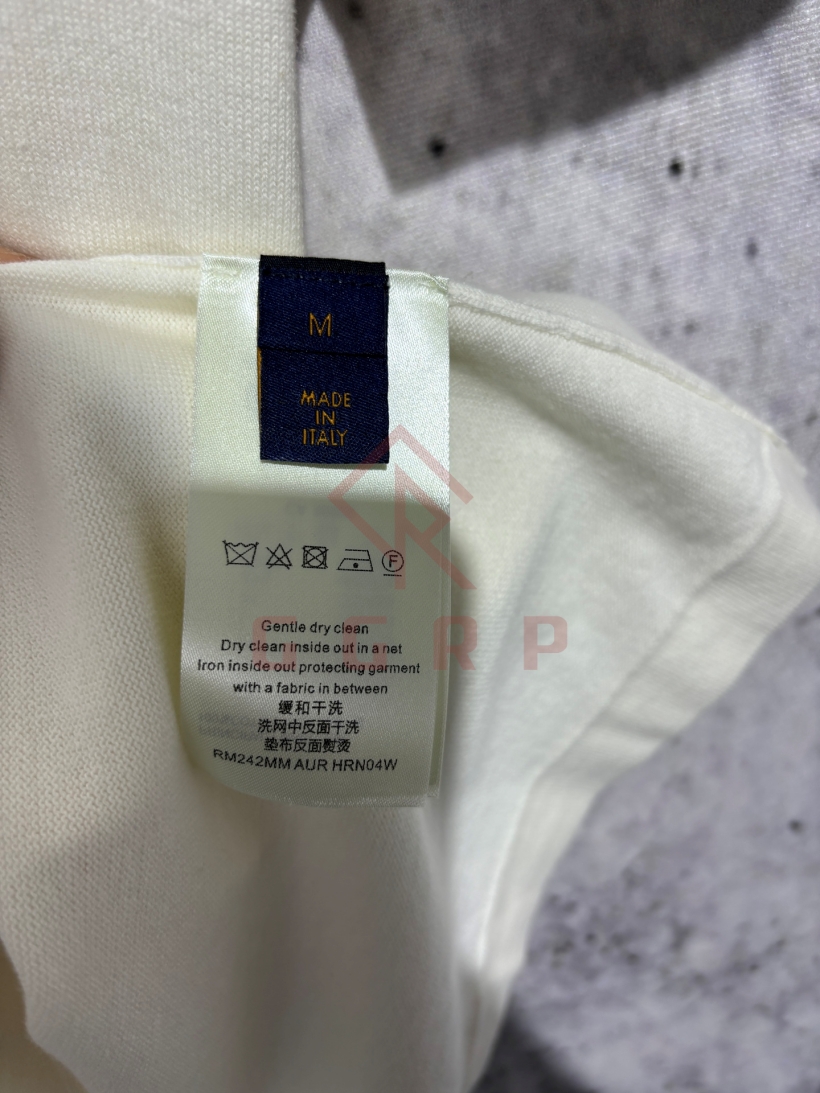 M
MADE
IN
ITALY
F
Gentle dry clean
Dry clean inside out in a net
Iron inside out protecting garment
with a fabric in between
缓和干洗
洗网中反面干洗
垫布反面熨烫
RM242MM AUR HRN04W
GRP